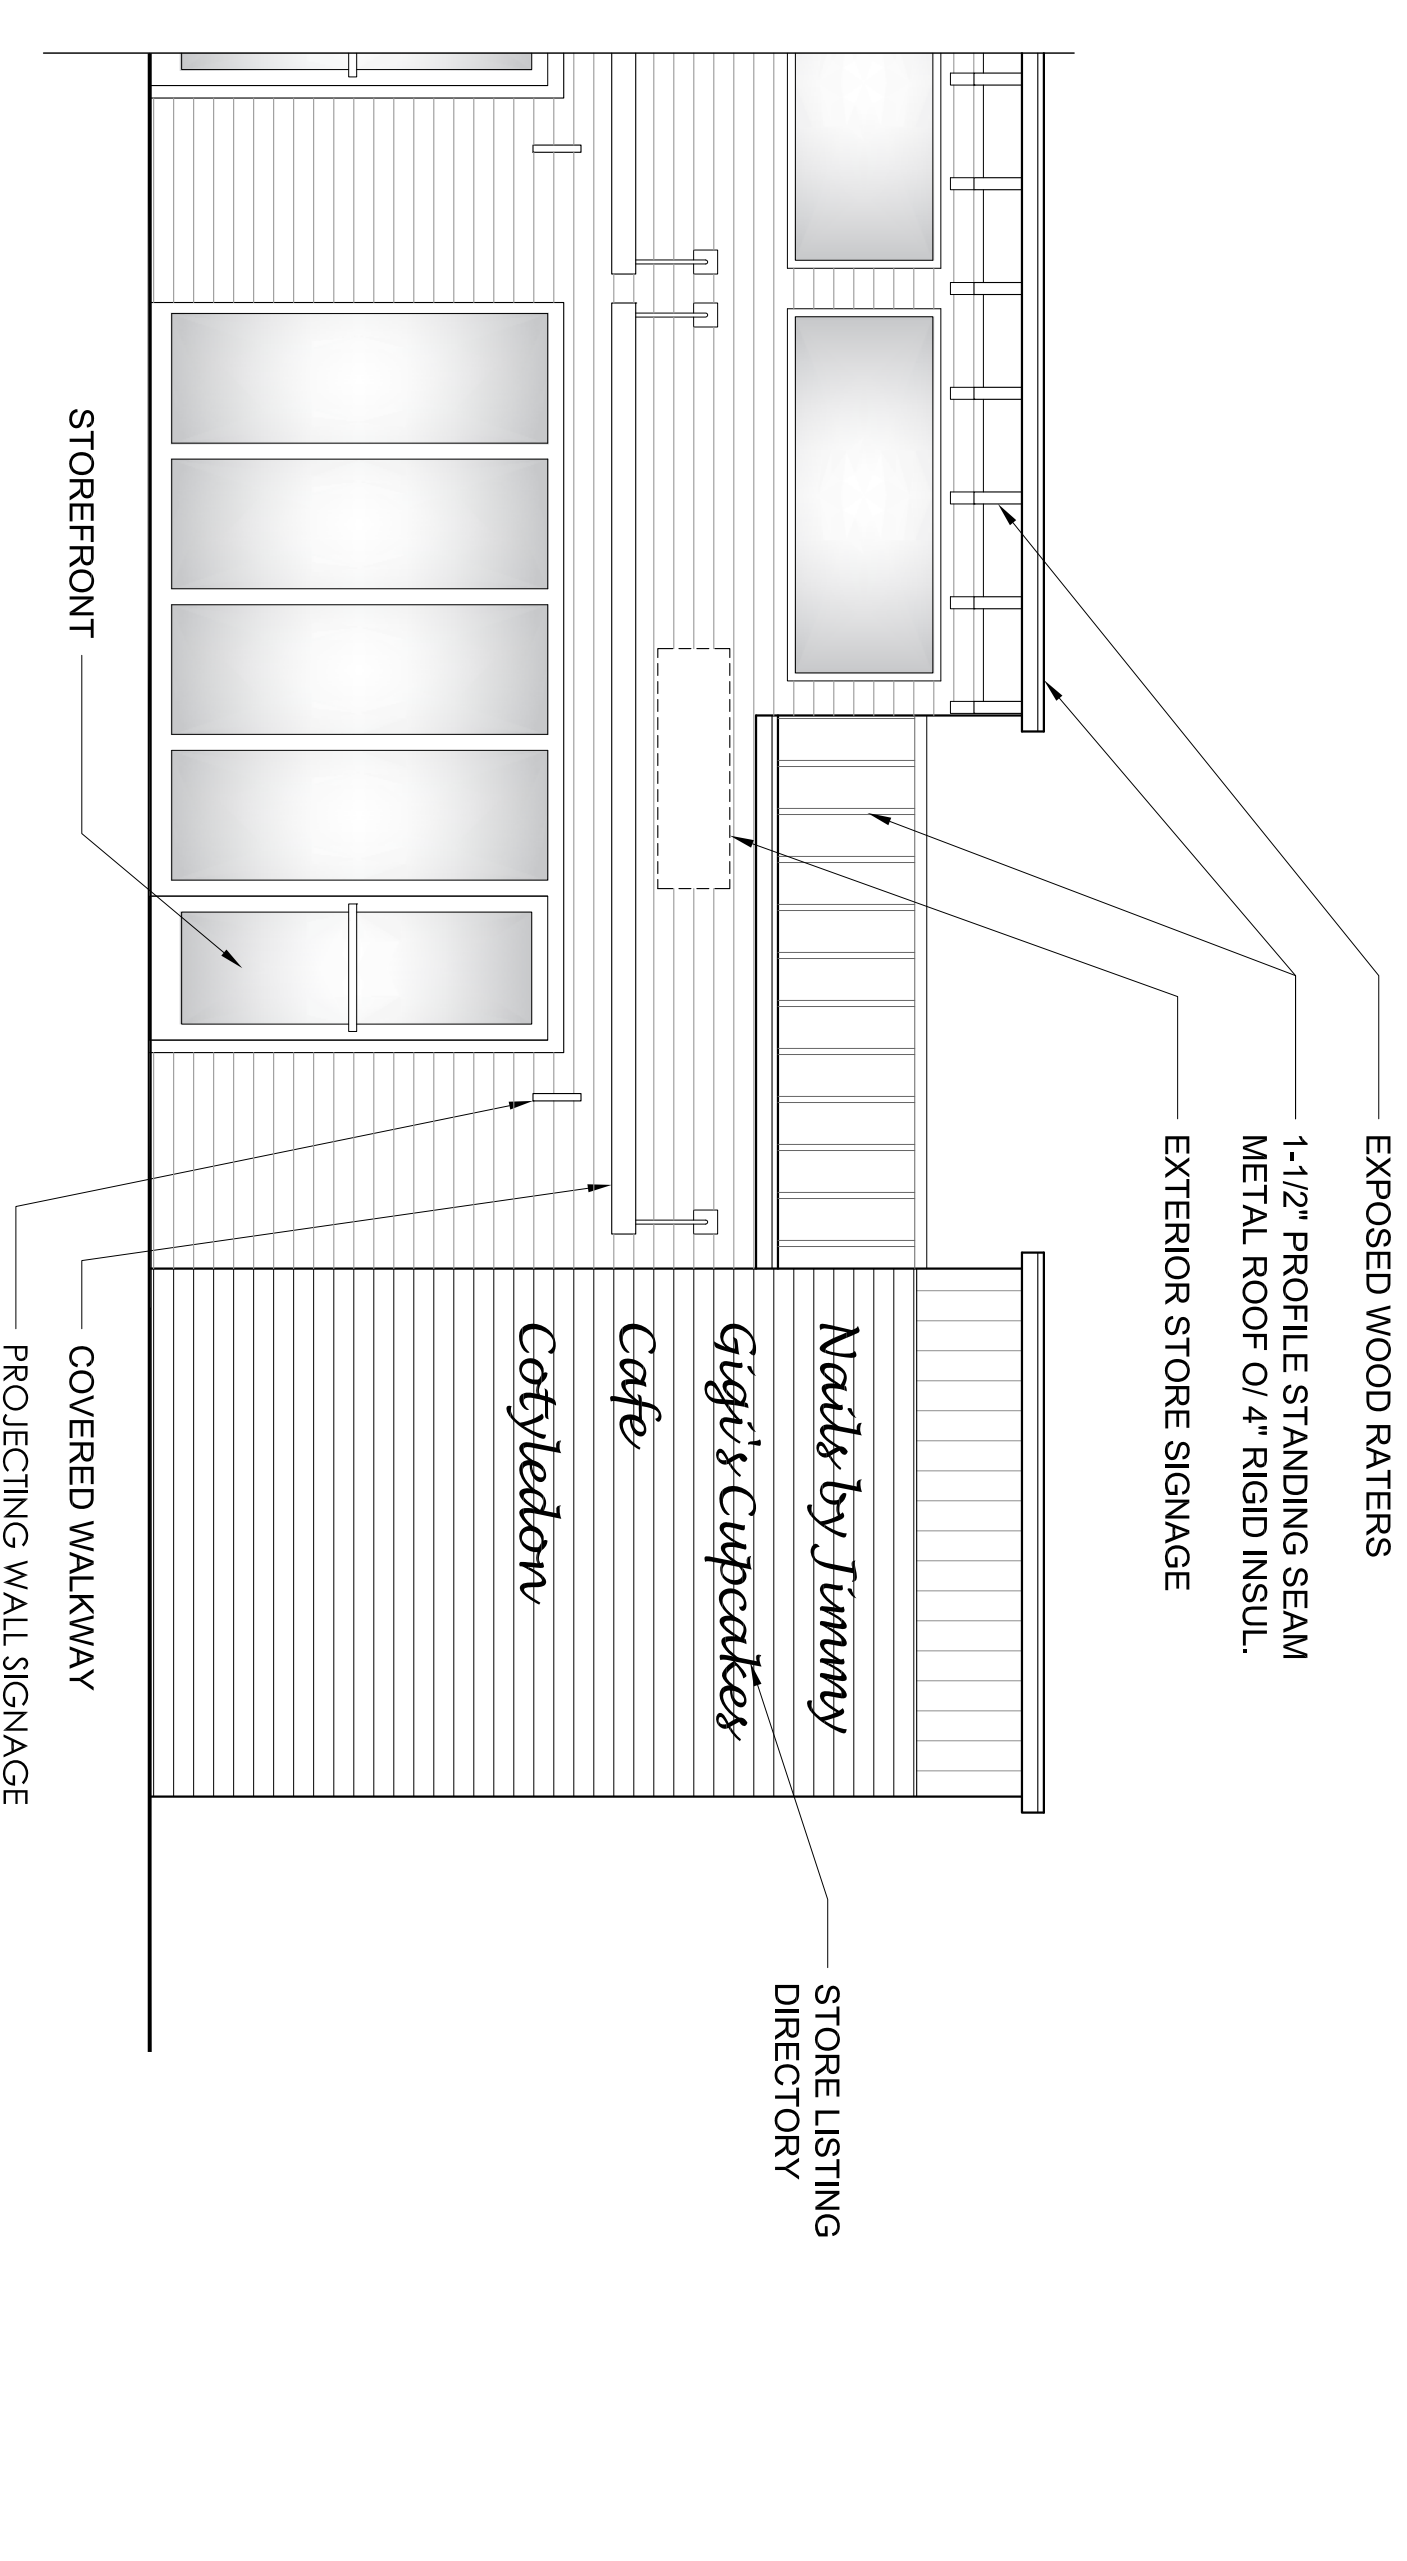 EXPOSED WOOD RATERS
1-1/2" PROFILE STANDING SEAM
METAL ROOF O/ 4" RIGID INSUL.
EXTERIOR STORE SIGNAGE
STORE LISTING
DIRECTORY
Nails by Jimmy
Gigi's Cupcakes
Cafe
Cotyledon
STOREFRONT
COVERED WALKWAY
PROJECTING WALL SIGNAGE